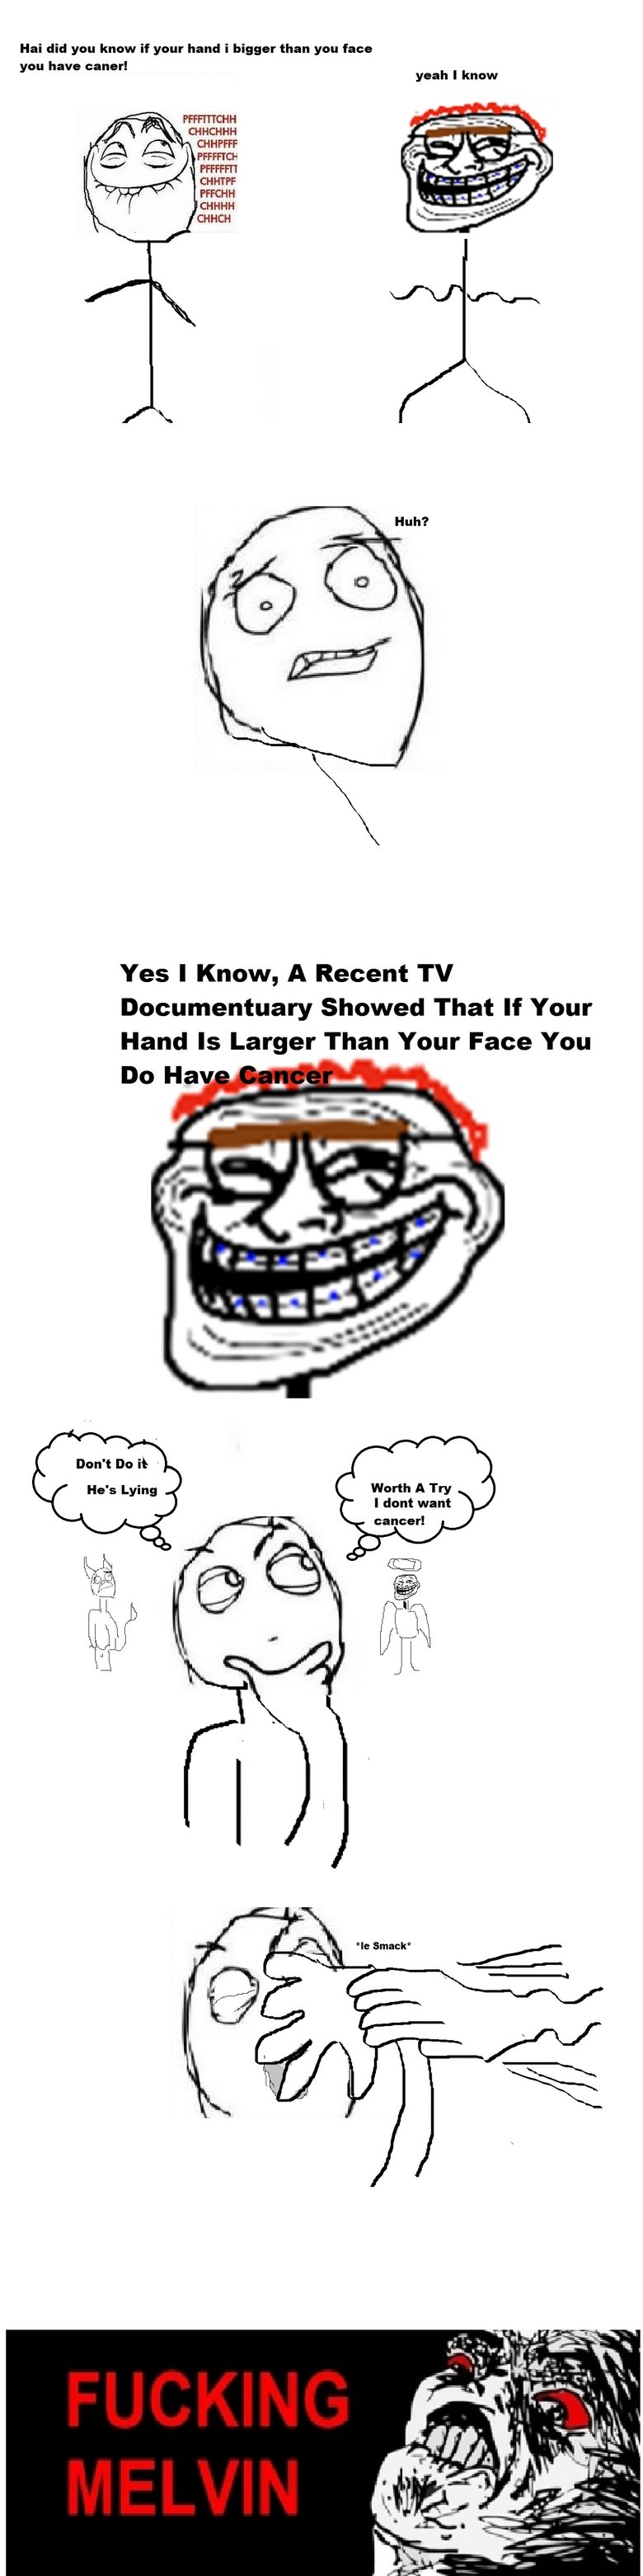 Hai did you know if your hand i bigger than you face
you have caner!
yeah I know
PFFFITTTCHH
CHHCHHH
CHHPFFF
PFFFFTCH
PFFFFFTT
CHHTPF
PFFCHH
CHHHH
CHHCH
Huh?
Yes I Know, A Recent TV
Documentuary Showed That If Your
Hand Is Larger Than Your Face You
Do Have Cancer
Don't Do it
He's Lying
Worth A Try
I dont want
cancer!
*le Smack*
FUCKING
MELVIN